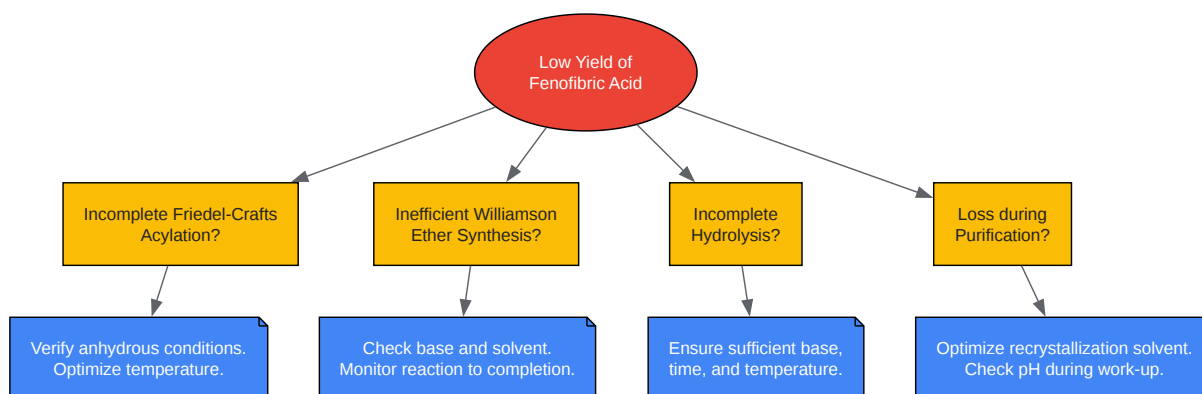 Low Yield of
Fenofibric Acid
Incomplete Friedel-Crafts
Acylation?
Inefficient Williamson
Ether Synthesis?
Incomplete
Hydrolysis?
Loss during
Purification?
Verify anhydrous conditions.
Optimize temperature.
Check base and solvent.
Monitor reaction to completion.
Ensure sufficient base,
time, and temperature.
Optimize recrystallization solvent.
Check pH during work-up.